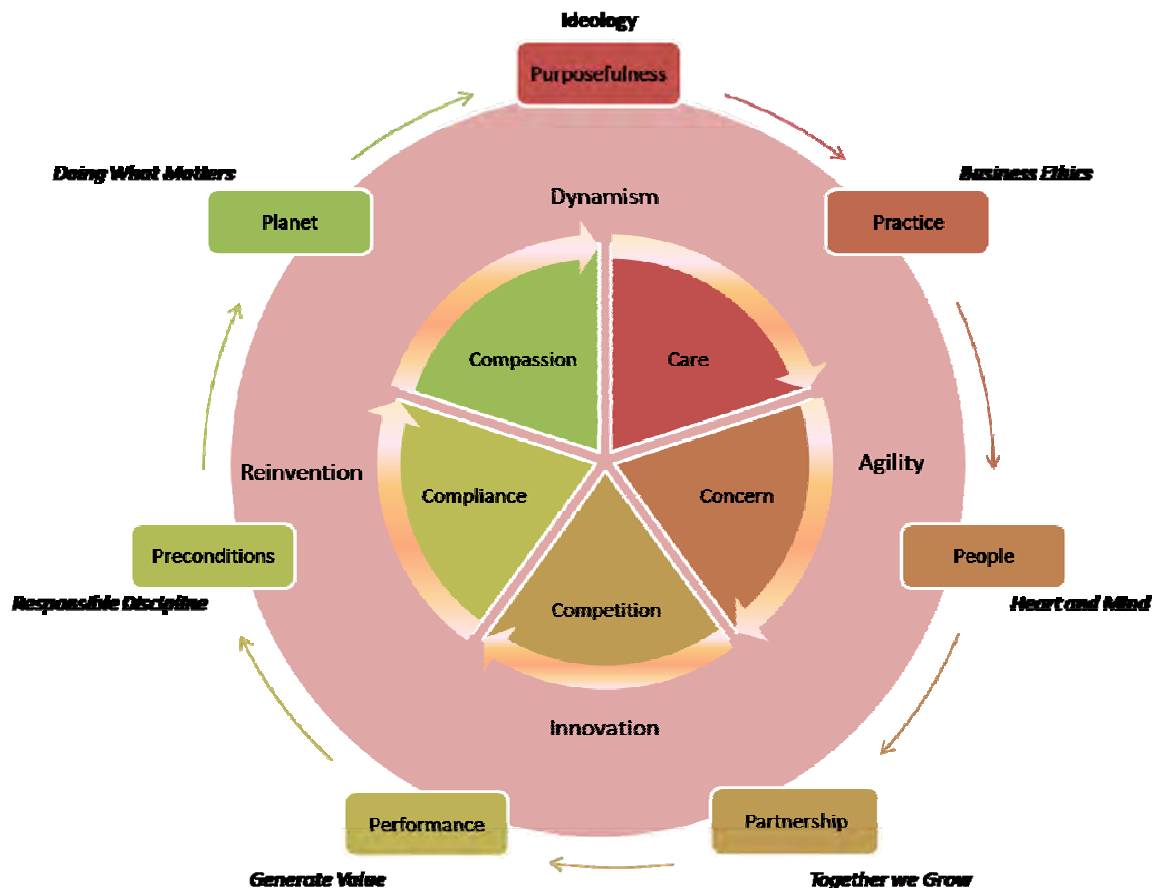 Ideology
Purposefulness
Doing What Matters
Business Ethics
Planet
Practice
Dynamism
Compassion
Care
Reinvention
Agility
Compliance
Concern
Preconditions
People
Responsible Discipline
Heart and Mind
Competition
Innovation
Performance
Partnership
Generate Value
Together we Grow